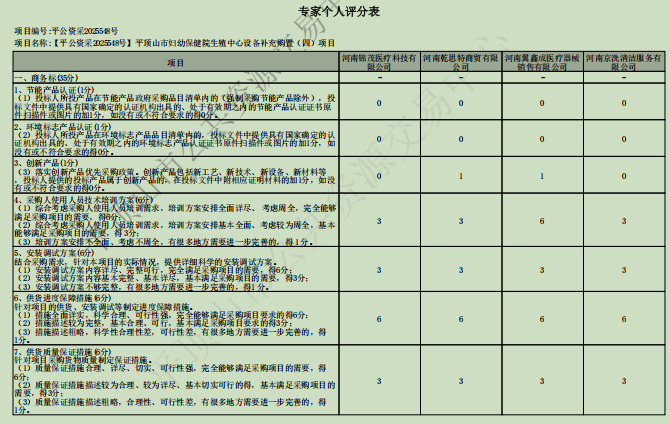 专家个人评分表
项目编号:平公资采2025548号
项目名称:【平公资采2025548号】平顶山市妇幼保健院生殖中心设备补充购置（四）项目
项目
河南锦茂医疗科技有限公司
河南乾思特商贸有限公司
河南翼鑫成医疗器械销售有限公司
河南京洗清洁服务有限公司
一、商务标(35分)
－ － － －
1、节能产品认证(1分)
（1）投标人所投产品在节能产品政府采购品目清单内的（强制采购节能产品除外），投
标文件中提供具有国家确定的认证机构出具的、处于有效期之内的节能产品认证证书原
件扫描件或图片的加1分，如没有或不符合要求的得0分。
0 0 0 0
2、环境标志产品认证(1分)
（2）投标人所投产品在环境标志产品品目清单内的，投标文件中提供具有国家确定的认
证机构出具的、处于有效期之内的环境标志产品认证证书原件扫描件或图片的加1分，如
没有或不符合要求的得0分。
0 0 0 0
3、创新产品(1分)
（3）落实创新产品优先采购政策。创新产品包括新工艺、新技术、新设备、新材料等
，投标人提供的投标产品属于创新产品的，在投标文件中附相应证明材料的加1分，如没
有或不符合要求的得0分。
0 1 1 0
4、采购人使用人员技术培训方案(6分)
（1）综合考虑采购人使用人员培训需求，培训方案安排全面详尽、考虑周全，完全能够
满足采购项目的需要，得6分；
（2）综合考虑采购人使用人员培训需求，培训方案安排基本全面、考虑较为周全，基本
能够满足采购项目的需要，得 3分；
（3）培训方案安排不全面、考虑不周全，有很多地方需要进一步完善的，得 1分。
3 3 6 3
5、安装调试方案(6分)
结合采购需求，针对本项目的实际情况，提供详细科学的安装调试方案。
（1）安装调试方案内容详尽、完整可行，完全满足采购项目的需要，得6分；
（2）安装调试方案内容基本完整、基本详尽，基本满足采购项目的需要，得3分；
（3）安装调试方案不够完整，有很多地方需要进一步完善的，得 1分。
3 3 3 3
6、供货进度保障措施(6分)
针对项目的供货、安装调试等制定进度保障措施。
（1）措施全面详实，科学合理、可行性强，完全能够满足采购项目要求的得6分；
（2）措施描述较为完整，基本合理、可行，基本满足采购项目要求的得3分；
（3）措施描述粗略，科学性合理性差，可行性差，有很多地方需要进一步完善的，得
1分。
6 6 6 6
7、供货质量保证措施(6分)
针对项目采购货物质量制定保证措施。
（1）质量保证措施合理、详尽、切实、可行性强，完全能够满足采购项目的需要，得
6分；
（2）质量保证措施描述较为合理、较为详尽、基本切实可行的得，基本满足采购项目的
需要，得3分；
（3）质量保证措施描述粗略，合理性、可行性差，有很多地方需要进一步完善的，得
1分。
3 3 3 3